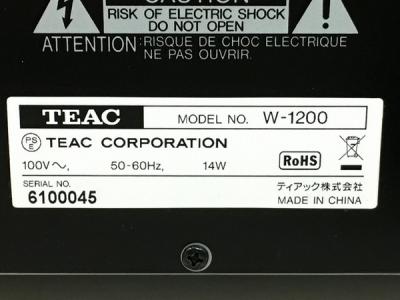 CAUTION
RISK OF ELECTRIC SHOCK
DO NOT OPEN
ATTENTION: RISQUE DE CHOC ELECTRIQUE
NE PAS OUVRIR.
TEAC MODEL NO. W-1200
PS E TEAC CORPORATION
100V～, 50-60Hz, 14W RoHS
SERIAL NO. ティアック株式会社
6100045 MADE IN CHINA